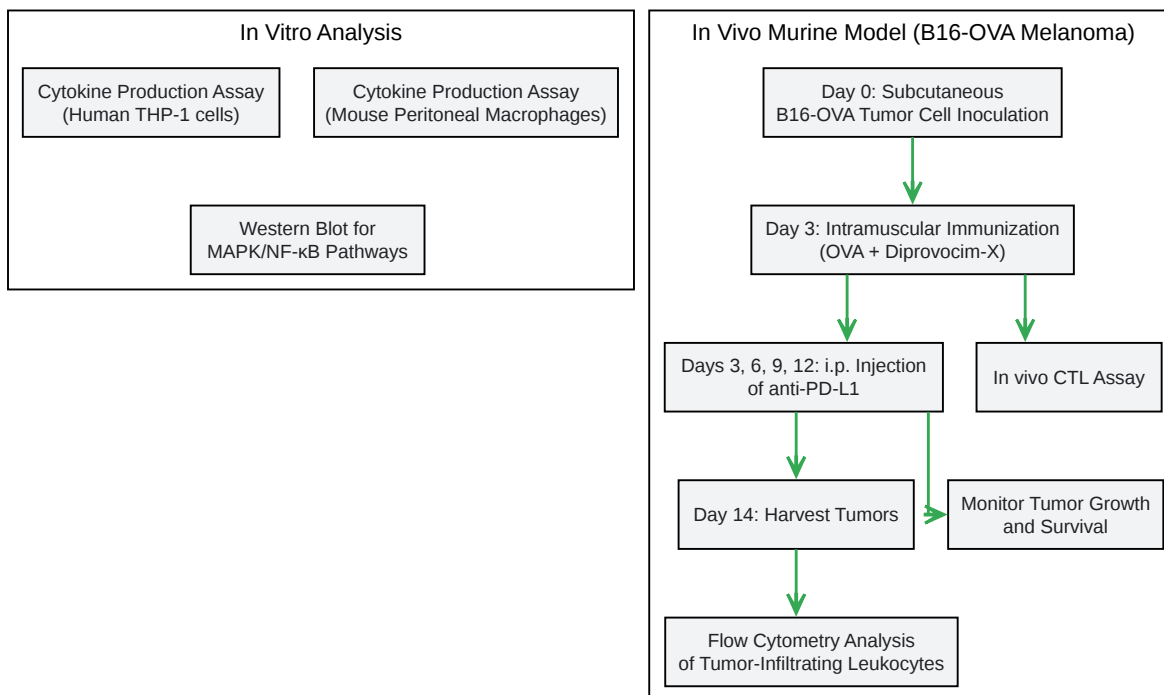 In Vitro Analysis
Cytokine Production Assay
(Human THP-1 cells)
Cytokine Production Assay
(Mouse Peritoneal Macrophages)
Western Blot for
MAPK/NF-κB Pathways
In Vivo Murine Model (B16-OVA Melanoma)
Day 0: Subcutaneous
B16-OVA Tumor Cell Inoculation
Day 3: Intramuscular Immunization
(OVA + Diprovocim-X)
Days 3, 6, 9, 12: i.p. Injection
of anti-PD-L1
In vivo CTL Assay
Day 14: Harvest Tumors
Monitor Tumor Growth
and Survival
Flow Cytometry Analysis
of Tumor-Infiltrating Leukocytes